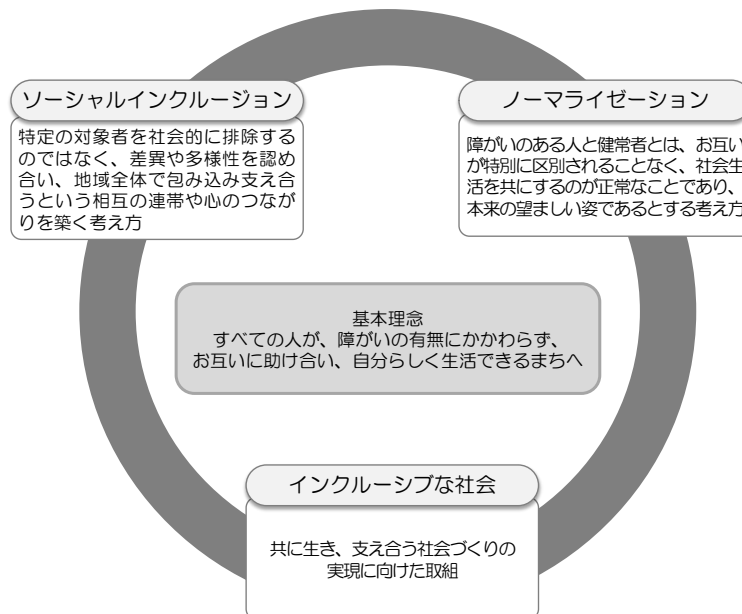 ソーシャルインクルージョン
特定の対象者を社会的に排除する
のではなく、差異や多様性を認め
合い、地域全体で包み込み支え合
うという相互の連帯や心のつなが
りを築く考え方
ノーマライゼーション
障がいのある人と健常者とは、お互い
が特別に区別されることなく、社会生
活を共にするのが正常なことであり、
本来の望ましい姿であるとする考え方
基本理念
すべての人が、障がいの有無にかかわらず、
お互いに助け合い、自分らしく生活できるまちへ
インクルーシブな社会
共に生き、支え合う社会づくりの
実現に向けた取組